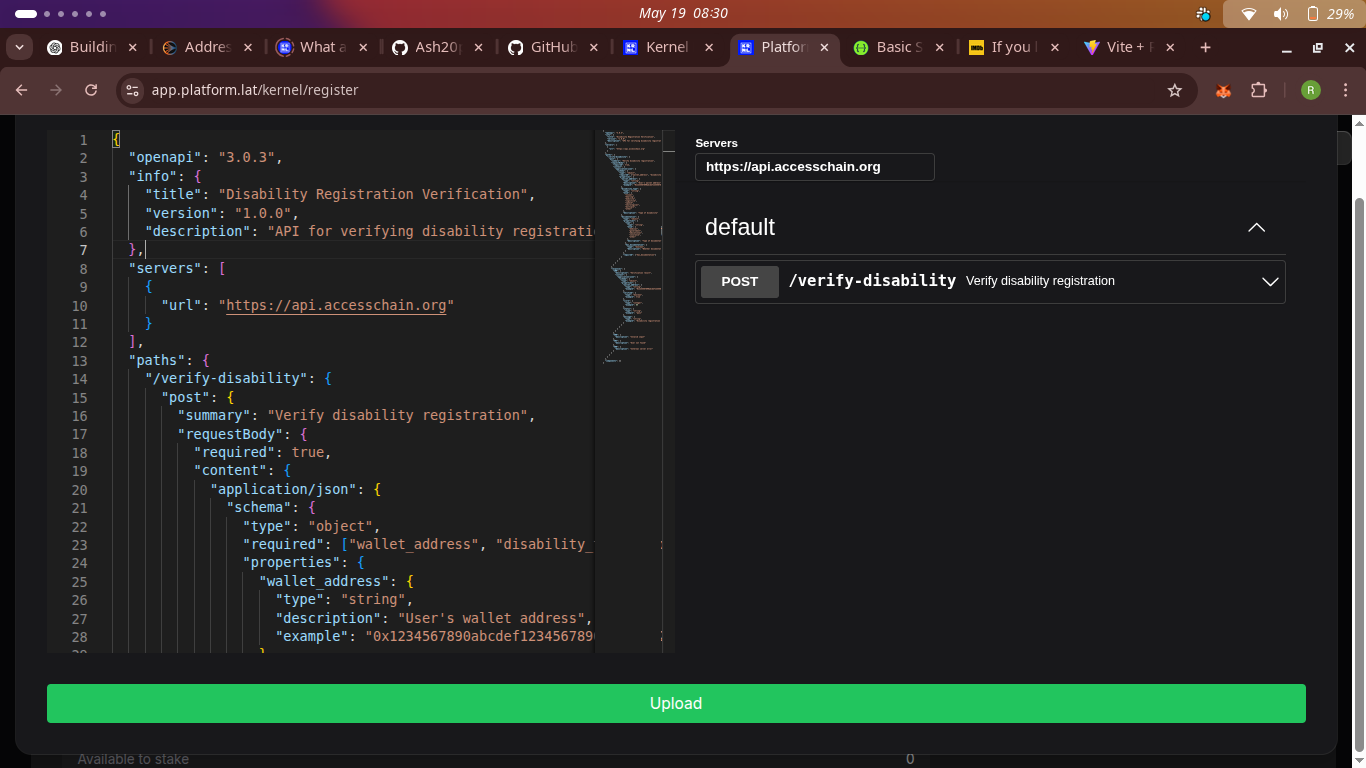 May 19 08:30
29%
Buildin
Addres
What a
Ash20
GitHub
Kernel
Platfor
Basic S
If you
Vite +
app.platform.lat/kernel/register
R
1 {
2 "openapi": "3.0.3",
3 "info": {
4 "title": "Disability Registration Verification",
5 "version": "1.0.0",
6 "description": "API for verifying disability registrati
7 },
8 "servers": [
9 {
10 "url": "https://api.accesschain.org"
11 }
12 ],
13 "paths": {
14 "/verify-disability": {
15 "post": {
16 "summary": "Verify disability registration",
17 "requestBody": {
18 "required": true,
19 "content": {
20 "application/json": {
21 "schema": {
22 "type": "object",
23 "required": ["wallet_address", "disability_
24 "properties": {
25 "wallet_address": {
26 "type": "string",
27 "description": "User's wallet address",
28 "example": "0x1234567890abcdef1234567890
Servers
https://api.accesschain.org
default
POST /verify-disability Verify disability registration
Upload
Available to stake 0